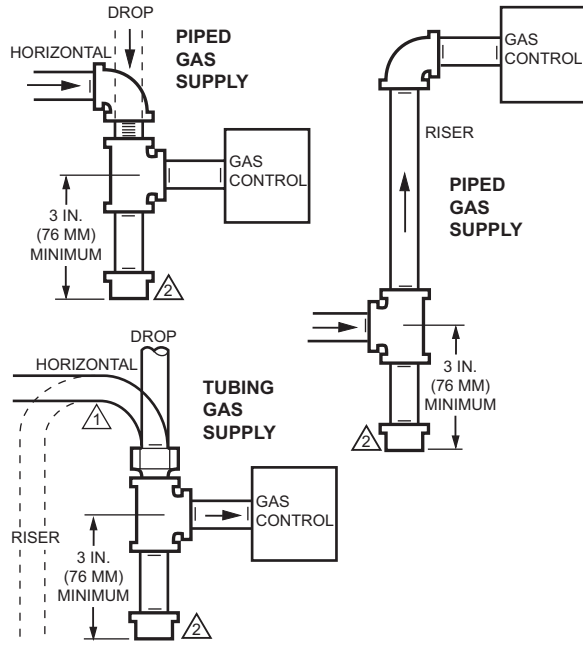 DROP
HORIZONTAL
PIPED
GAS
SUPPLY
GAS
CONTROL
3 IN.
(76 MM)
MINIMUM
2
GAS
CONTROL
RISER
PIPED
GAS
SUPPLY
3 IN.
(76 MM)
MINIMUM
2
DROP
HORIZONTAL
TUBING
GAS
SUPPLY
1
GAS
CONTROL
RISER
3 IN.
(76 MM)
MINIMUM
2